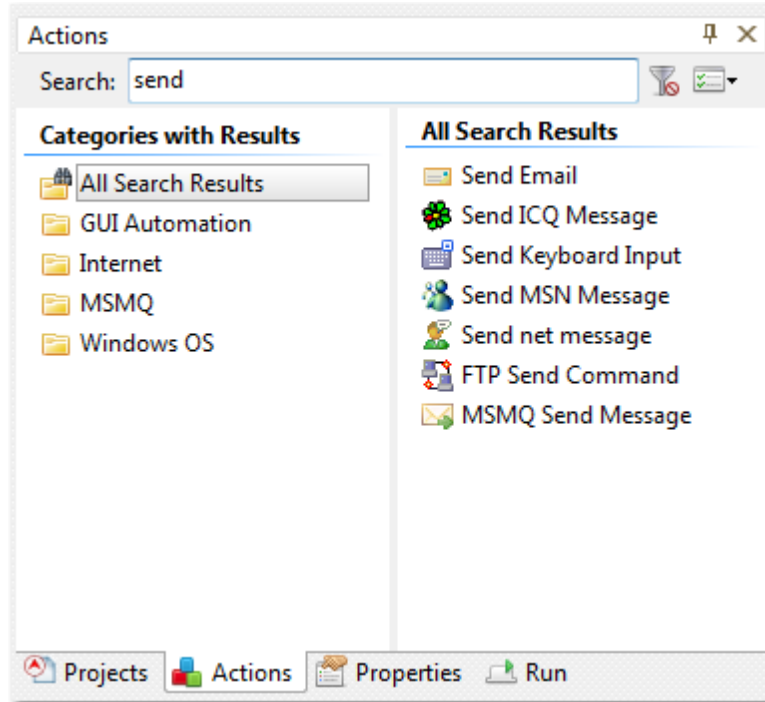 Actions
Search: send
Categories with Results
All Search Results
GUI Automation
Internet
MSMQ
Windows OS
All Search Results
Send Email
Send ICQ Message
Send Keyboard Input
Send MSN Message
Send net message
FTP Send Command
MSMQ Send Message
Projects Actions Properties Run